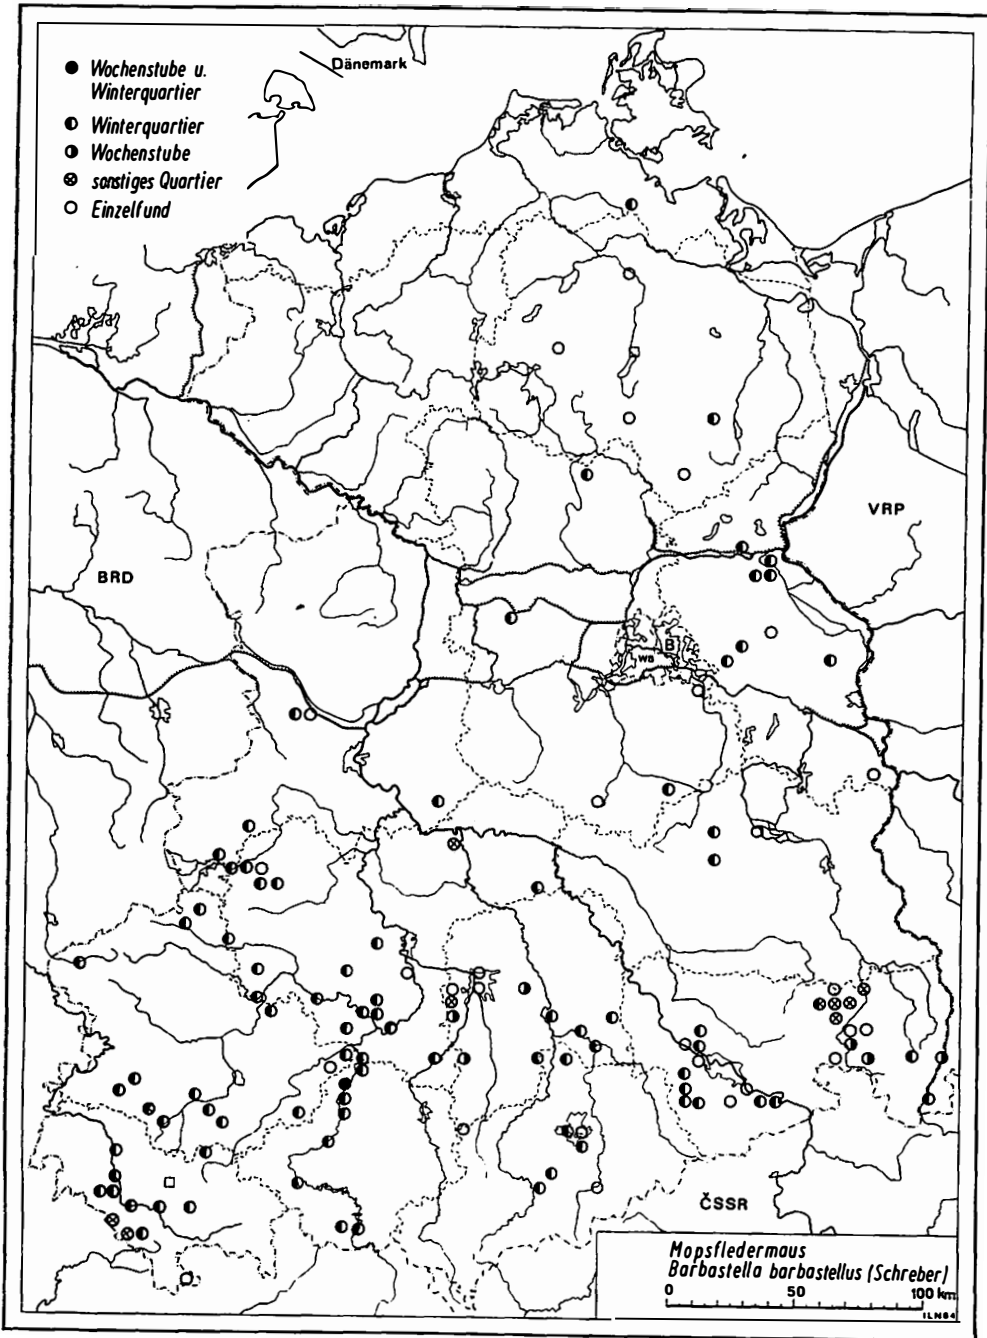 Dänemark
Wochenstube u.
Winterquartier
Winterquartier
Wochenstube
sonstiges Quartier
Einzelfund
VRP
BRD
B
WB
ČSSR
Mopsfledermaus
Barbastella barbastellus (Schreber)
0 50 100 km
ILN84